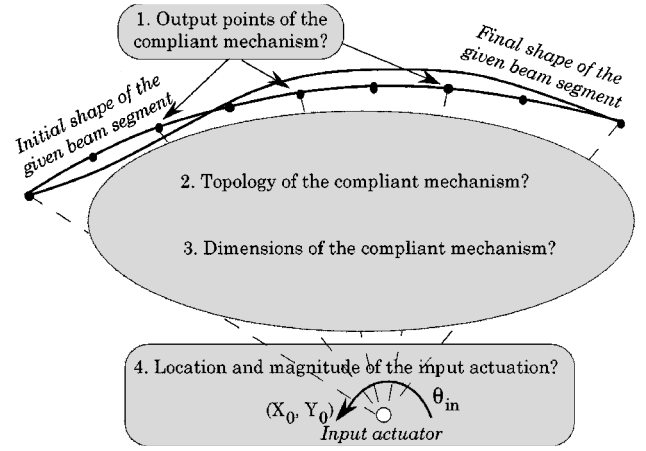 1. Output points of the
compliant mechanism?
Final shape of the
given beam segment
Initial shape of the
given beam segment
2. Topology of the compliant mechanism?
3. Dimensions of the compliant mechanism?
4. Location and magnitude of the input actuation?
(X₀, Y₀)
θin
Input actuator